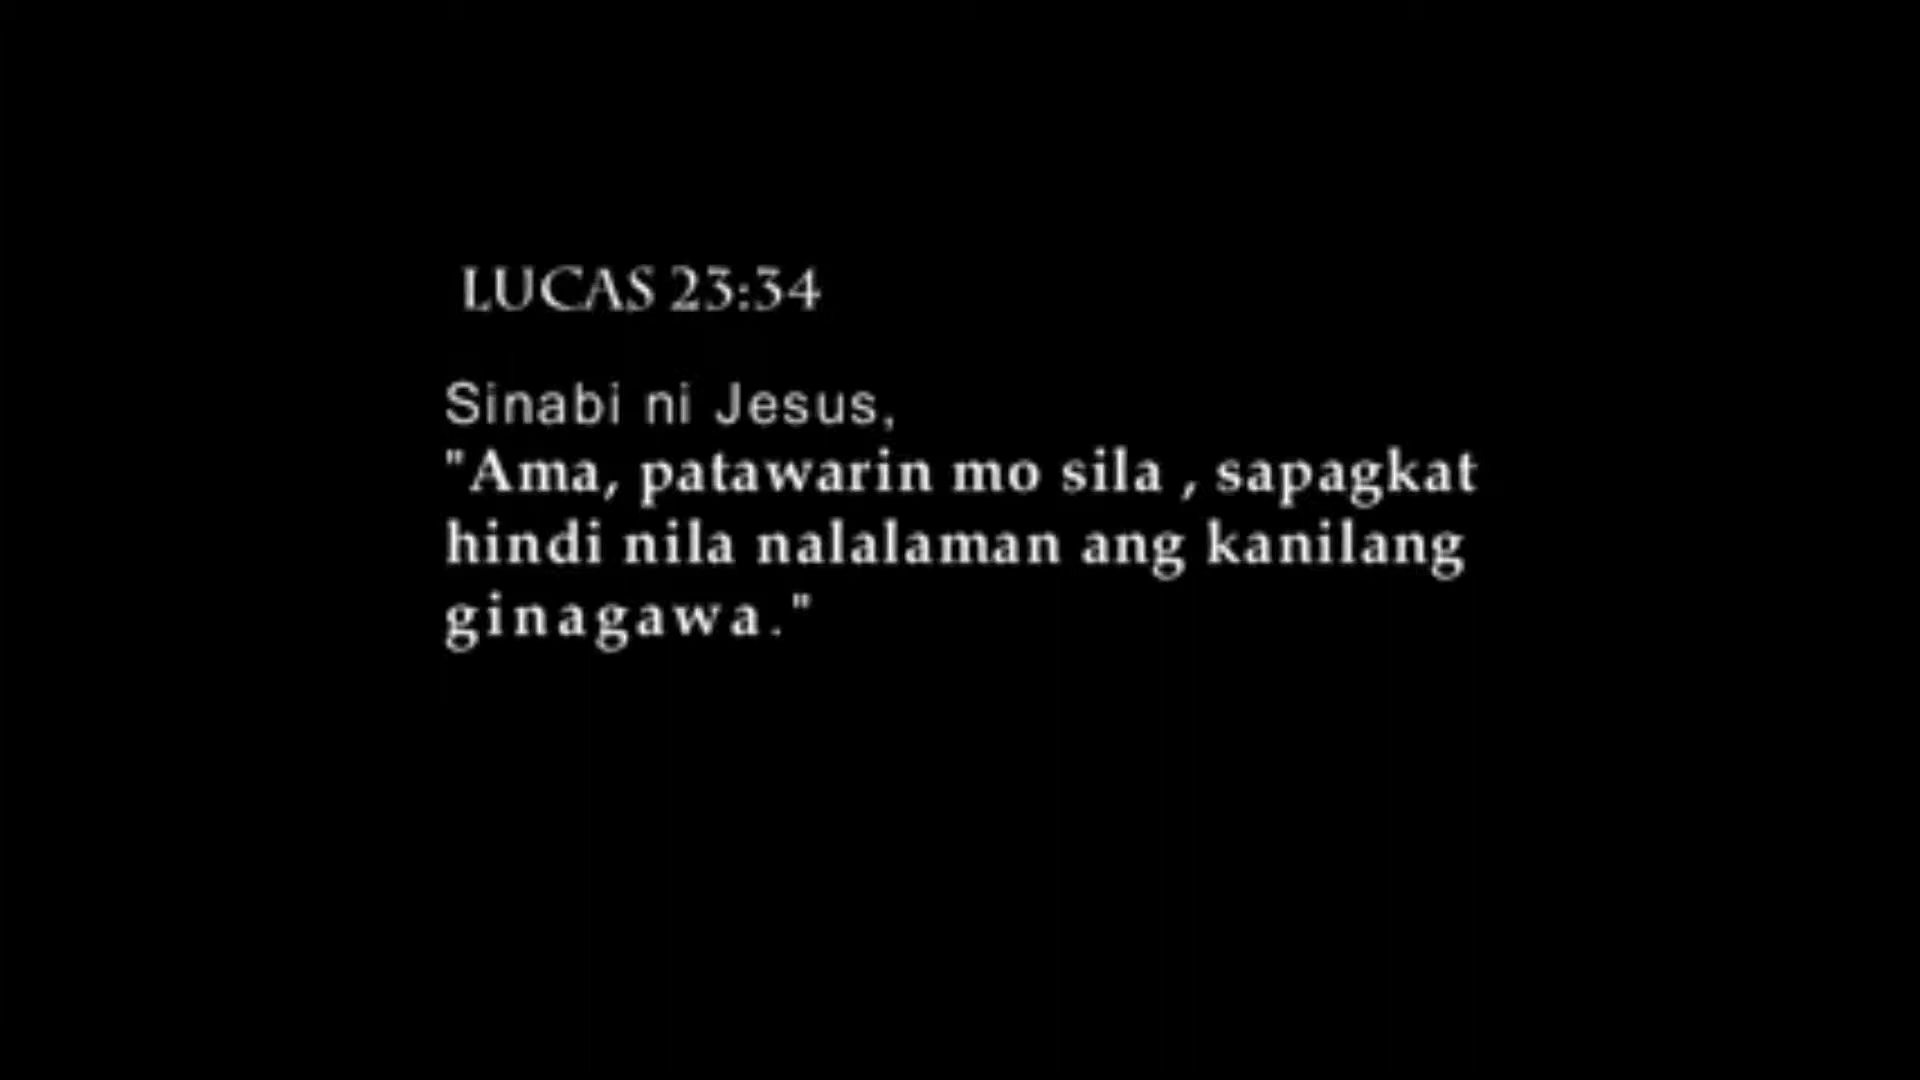 LUCAS 23:34
Sinabi ni Jesus,
"Ama, patawarin mo sila , sapagkat
hindi nila nalalaman ang kanilang
ginagawa."